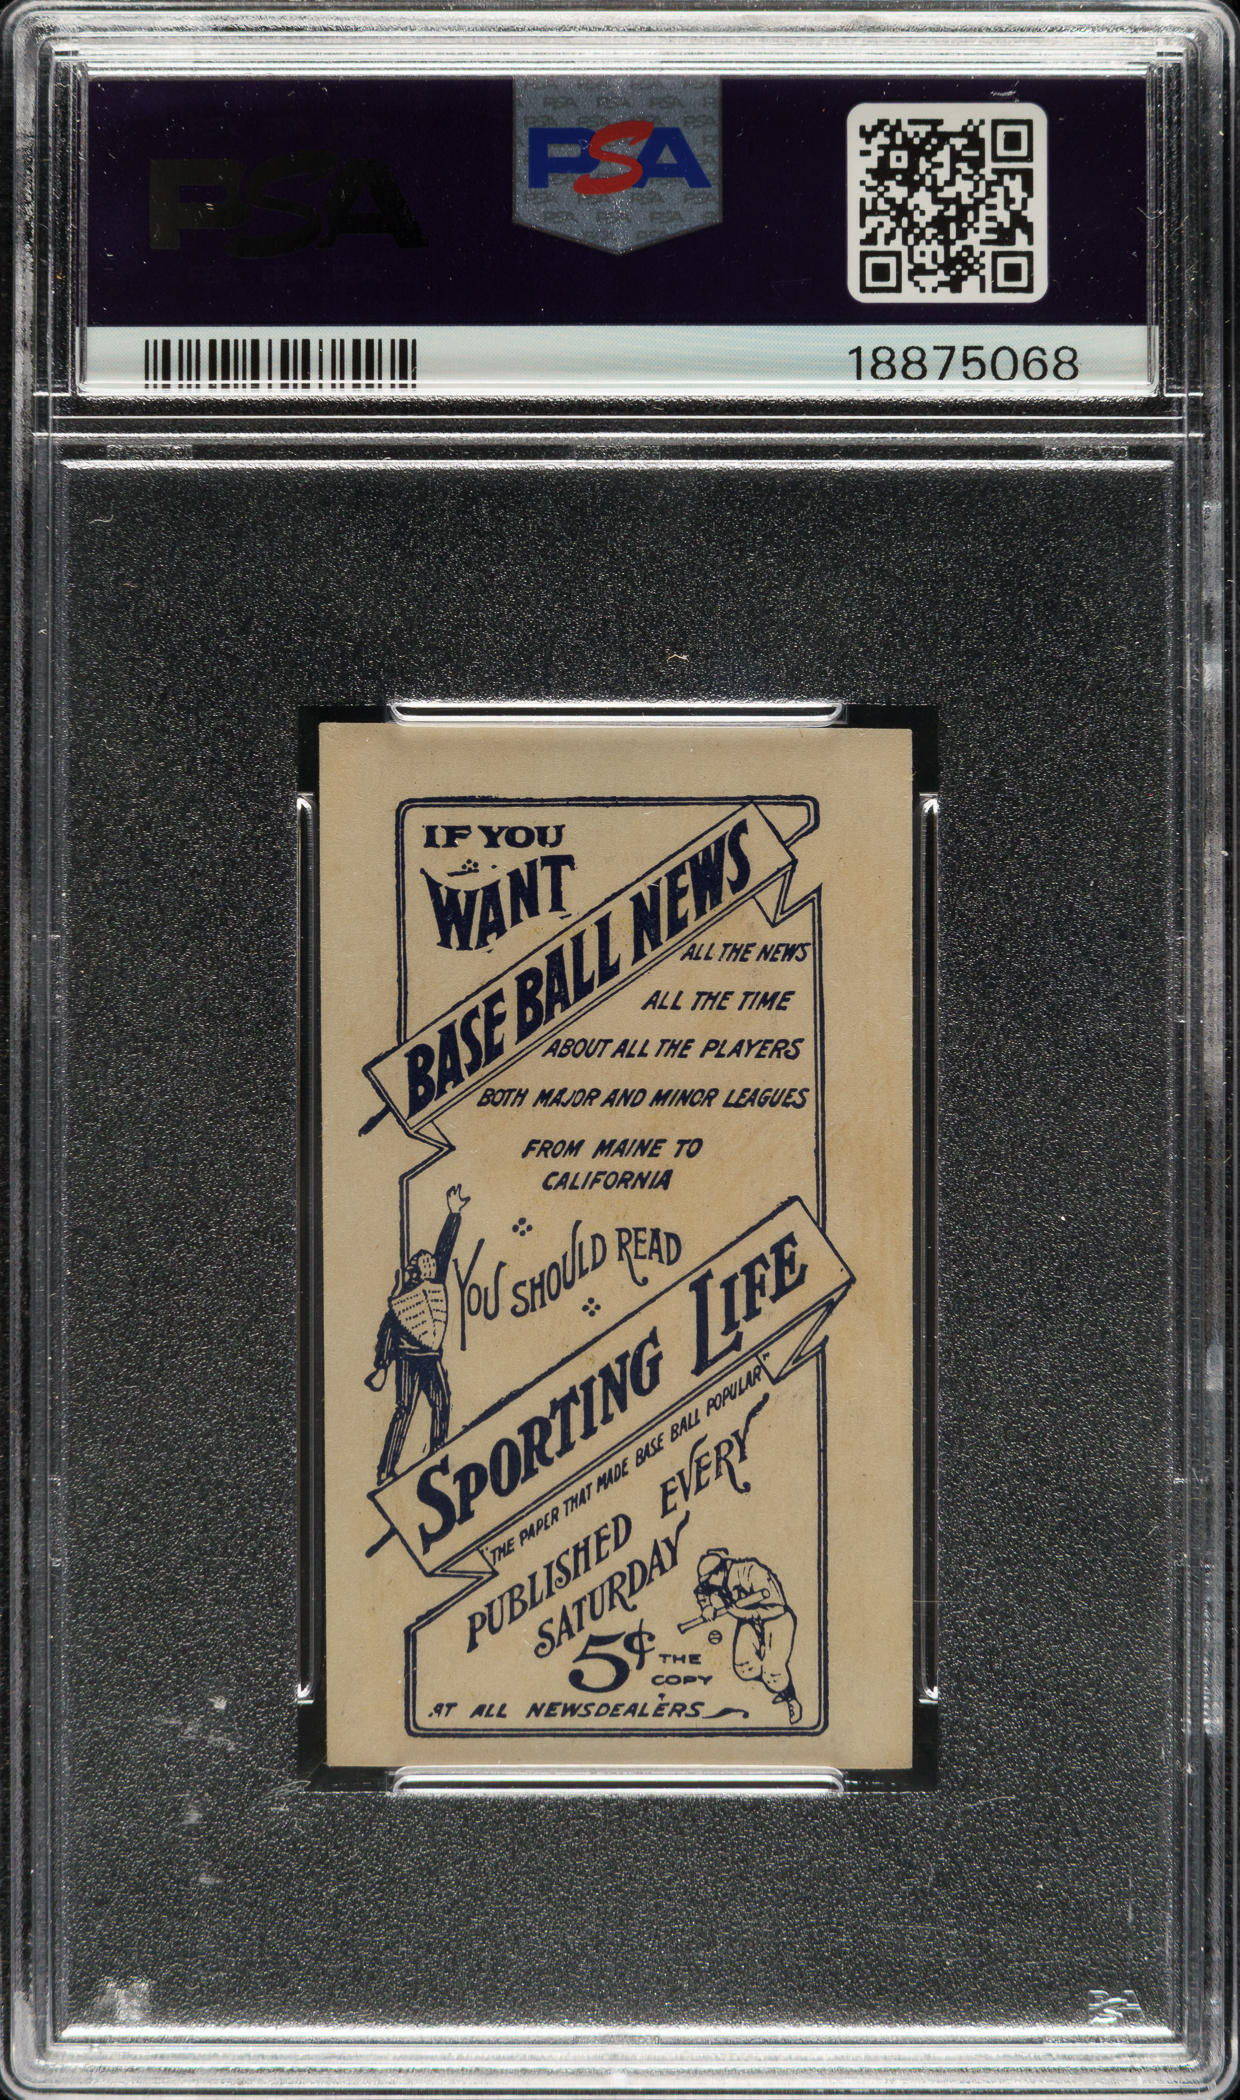 PSA
PSA
18875068
IF YOU
WANT
BASE BALL NEWS
ALL THE NEWS
ALL THE TIME
ABOUT ALL THE PLAYERS
BOTH MAJOR AND MINOR LEAGUES
FROM MAINE TO
CALIFORNIA
YOU SHOULD READ
SPORTING LIFE
"THE PAPER THAT MADE BASE BALL POPULAR"
PUBLISHED EVERY
SATURDAY
5¢ THE
COPY
AT ALL NEWSDEALERS
PSA